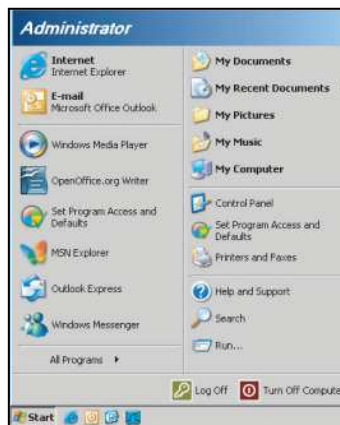 Administrator
Internet
Internet Explorer
E-mail
Microsoft Office Outlook
Windows Media Player
OpenOffice.org Writer
Set Program Access and
Defaults
MSN Explorer
Outlook Express
Windows Messenger
All Programs
My Documents
My Recent Documents
My Pictures
My Music
My Computer
Control Panel
Set Program Access and
Defaults
Printers and Faxes
Help and Support
Search
Run...
Log Off
Turn Off Compute
Start